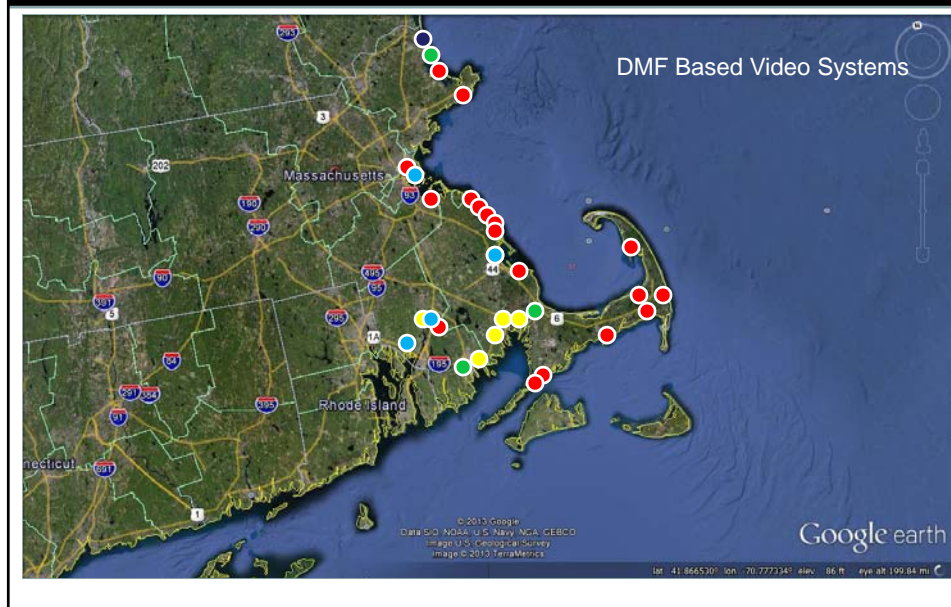 DMF Based Video Systems
293
3
202
Massachusetts
93
190
290
495
44
90
95
391
5
295
6
1A
195
04
291
384
395
91
Rhode Island
necticut
691
1
© 2013 Google
Data SIO, NOAA, U.S. Navy, NGA, GEBCO
Image U.S. Geological Survey
Image © 2013 TerraMetrics
Google earth
lat 41.866530° lon -70.777334° elev 86 ft eye alt 199.84 mi